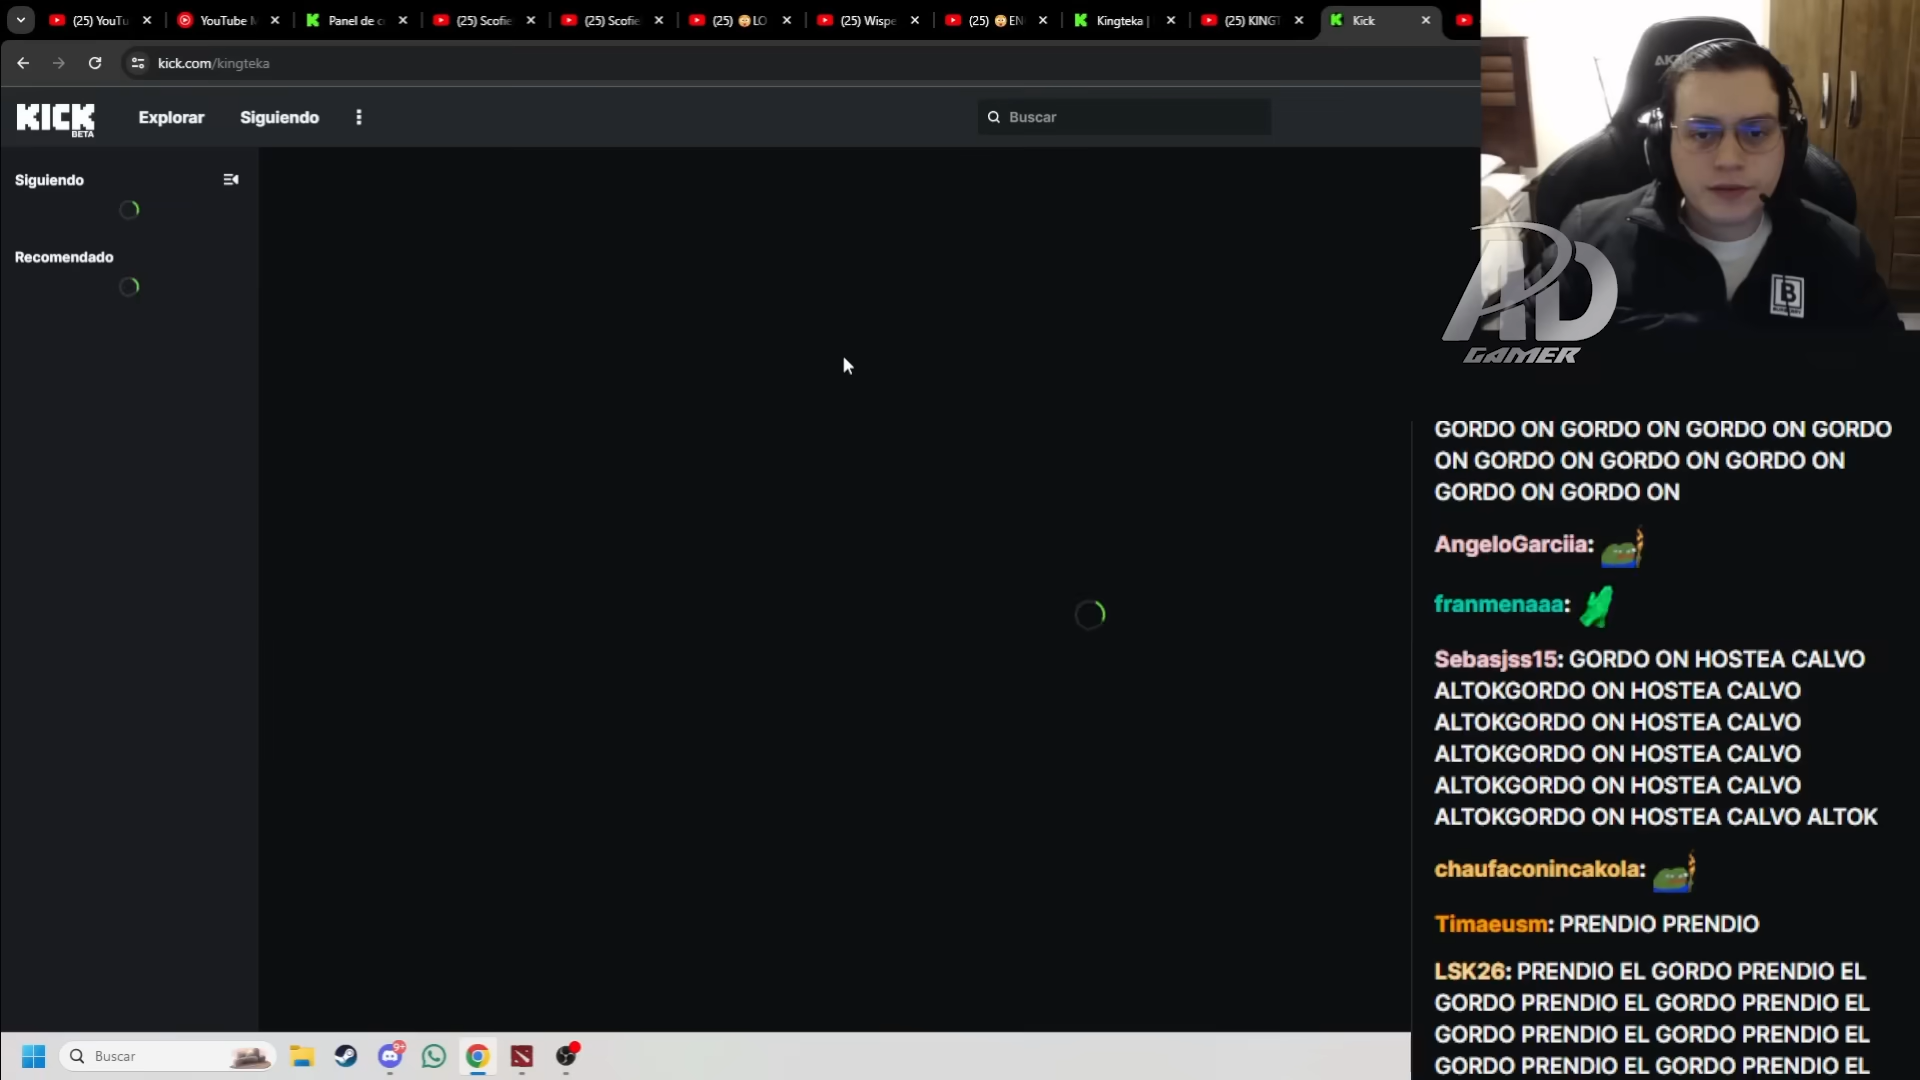 (25) YouTu
YouTube M
Panel de c
(25) Scofie
(25) Scofie
(25) LO
(25) Wispe
(25) EN
Kingteka |
(25) KINGT
Kick
kick.com/kingteka
KICK
BETA
Explorar
Siguiendo
Buscar
Siguiendo
Recomendado
B
AD
GAMER
GORDO ON GORDO ON GORDO ON GORDO
ON GORDO ON GORDO ON GORDO ON
GORDO ON GORDO ON
AngeloGarciia:
franmenaaa:
Sebasjss15: GORDO ON HOSTEA CALVO
ALTOKGORDO ON HOSTEA CALVO
ALTOKGORDO ON HOSTEA CALVO
ALTOKGORDO ON HOSTEA CALVO
ALTOKGORDO ON HOSTEA CALVO
ALTOKGORDO ON HOSTEA CALVO ALTOK
chaufaconincakola:
Timaeusm: PRENDIO PRENDIO
LSK26: PRENDIO EL GORDO PRENDIO EL
GORDO PRENDIO EL GORDO PRENDIO EL
GORDO PRENDIO EL GORDO PRENDIO EL
GORDO PRENDIO EL GORDO PRENDIO EL
Buscar
9+